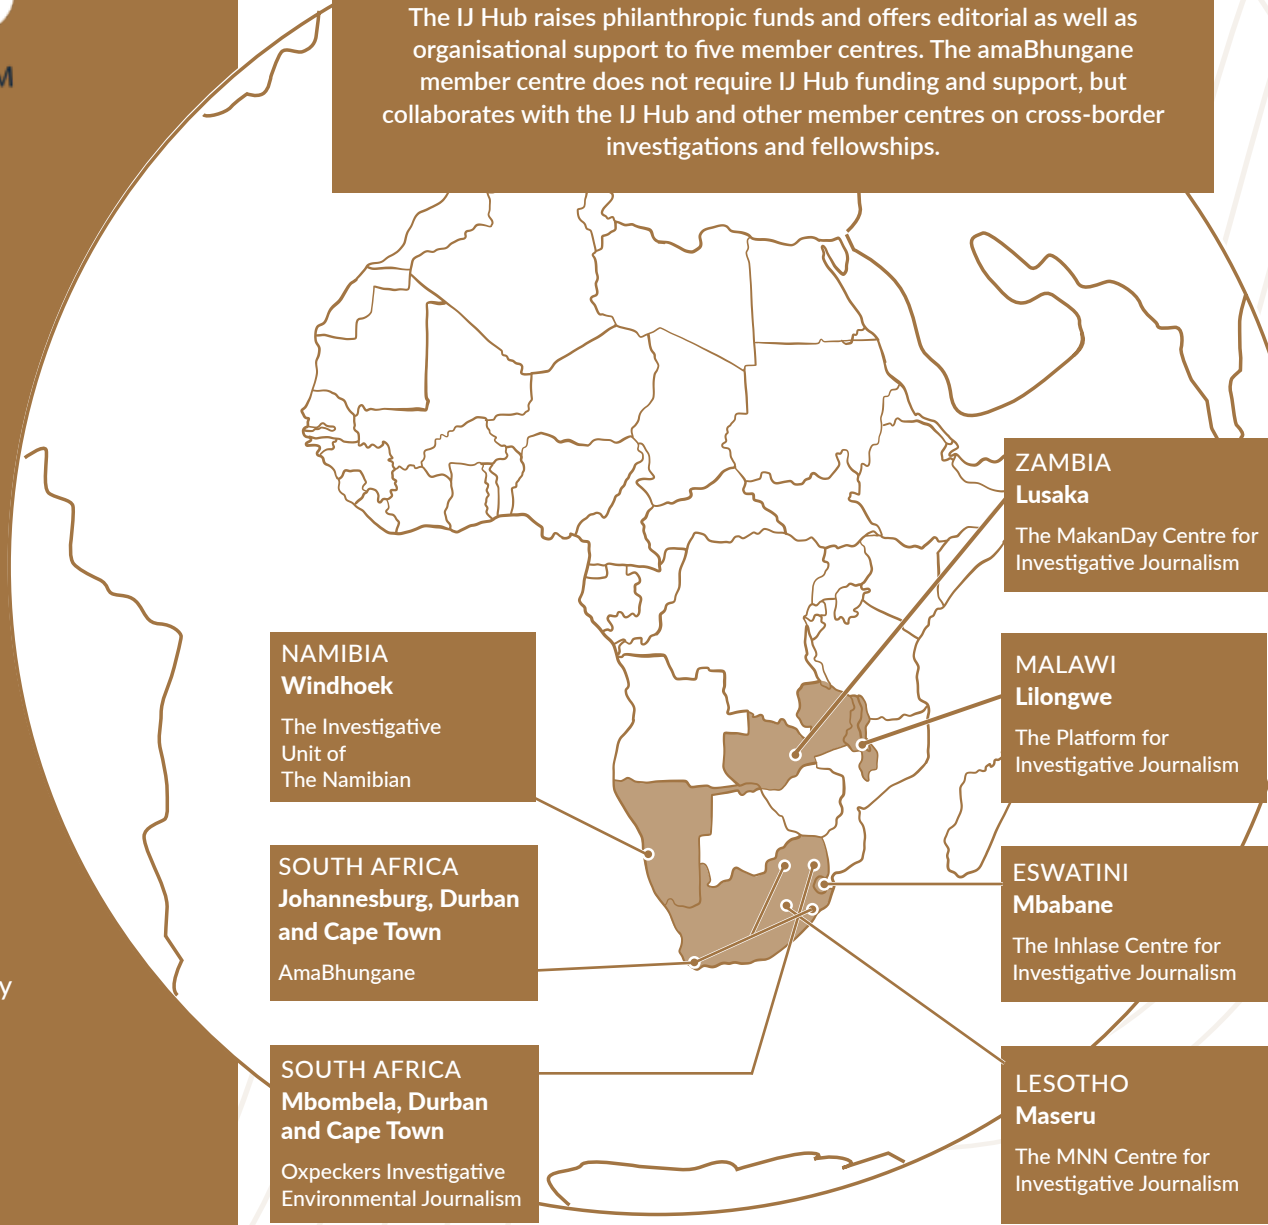 M
The IJ Hub raises philanthropic funds and offers editorial as well as
organisational support to five member centres. The amaBhungane
member centre does not require IJ Hub funding and support, but
collaborates with the IJ Hub and other member centres on cross-border
investigations and fellowships.
ZAMBIA
Lusaka
The MakanDay Centre for
Investigative Journalism
NAMIBIA
Windhoek
The Investigative
Unit of
The Namibian
MALAWI
Lilongwe
The Platform for
Investigative Journalism
SOUTH AFRICA
Johannesburg, Durban
and Cape Town
AmaBhungane
ESWATINI
Mbabane
The Inhlase Centre for
Investigative Journalism
y
SOUTH AFRICA
Mbombela, Durban
and Cape Town
Oxpeckers Investigative
Environmental Journalism
LESOTHO
Maseru
The MNN Centre for
Investigative Journalism